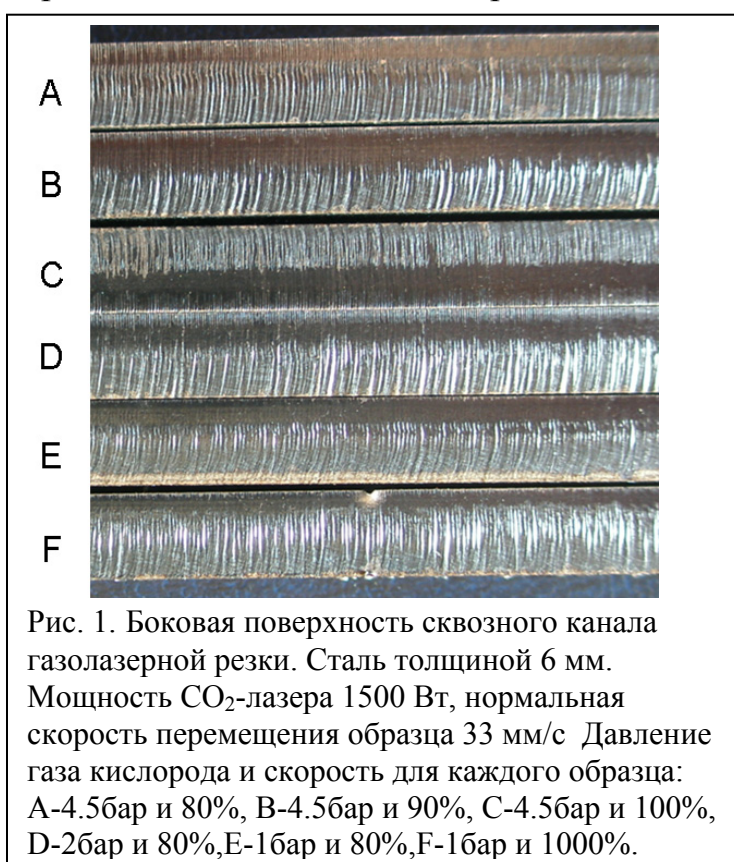 A
B
C
D
E
F
Рис. 1. Боковая поверхность сквозного канала
газолазерной резки. Сталь толщиной 6 мм.
Мощность CO₂-лазера 1500 Вт, нормальная
скорость перемещения образца 33 мм/с Давление
газа кислорода и скорость для каждого образца:
А-4.5бар и 80%, В-4.5бар и 90%, С-4.5бар и 100%,
D-2бар и 80%,Е-1бар и 80%,F-1бар и 1000%.